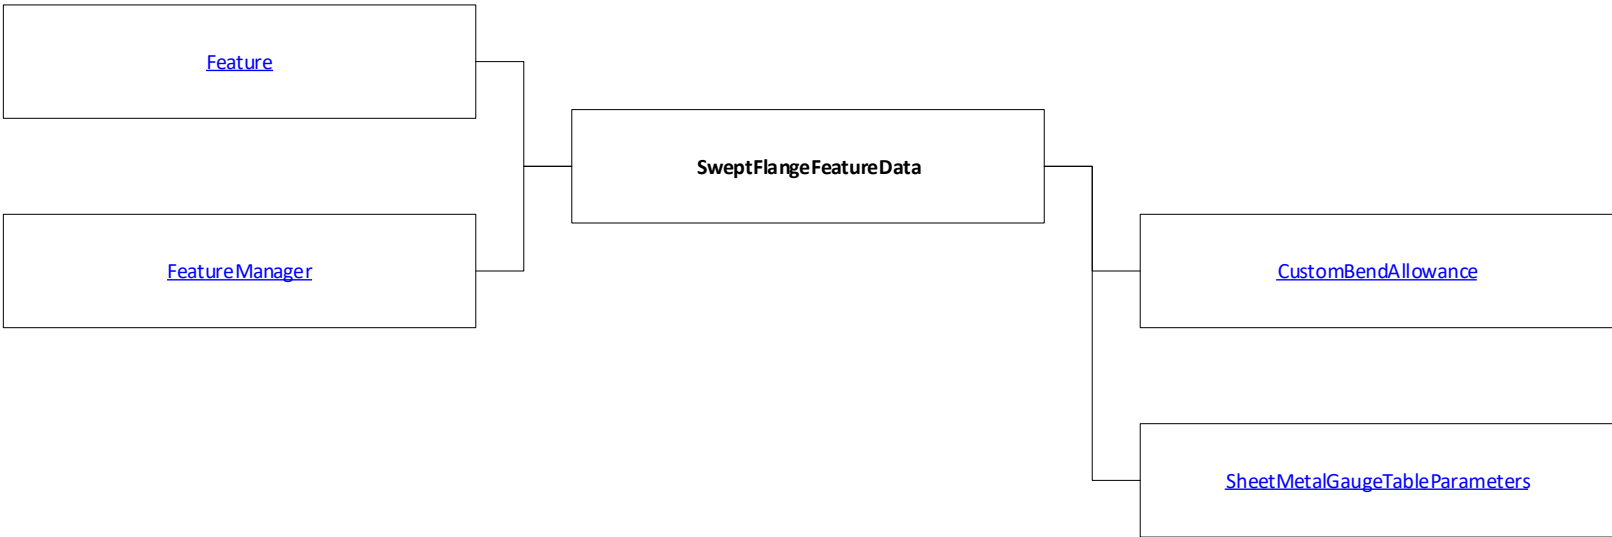 Feature
SweptFlangeFeatureData
FeatureManager
CustomBendAllowance
SheetMetalGaugeTableParameters